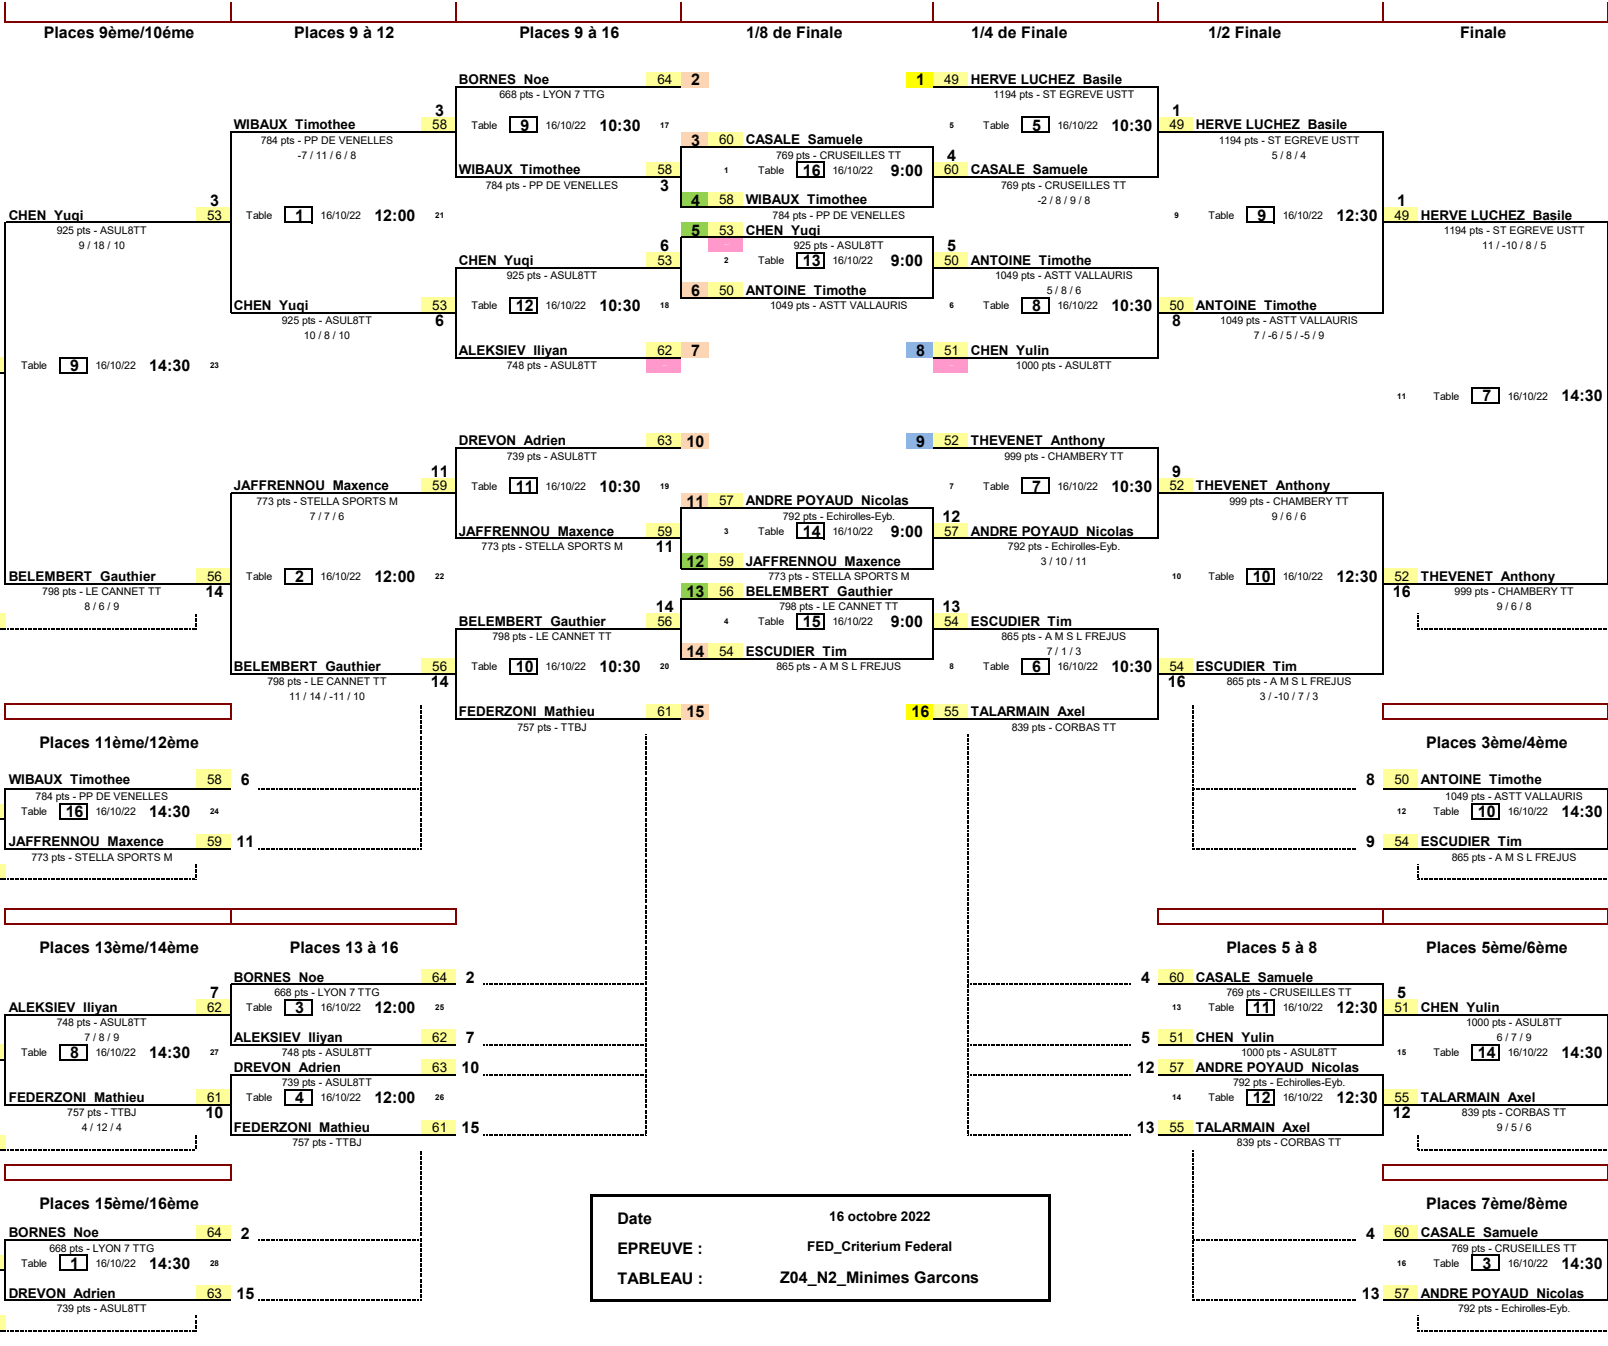 Places 9ème/10éme Places 9 à 12 Places 9 à 16 1/8 de Finale 1/4 de Finale 1/2 Finale Finale
BORNES Noe 64 2 1 49 HERVE LUCHEZ Basile
668 pts - LYON 7 TTG 1194 pts - ST EGREVE USTT
3 1
WIBAUX Timothee 58 Table 9 16/10/22 10:30 17 5 Table 5 16/10/22 10:30 49 HERVE LUCHEZ Basile
784 pts - PP DE VENELLES 3 60 CASALE Samuele 1194 pts - ST EGREVE USTT
-7 / 11 / 6 / 8 769 pts - CRUSEILLES TT 4 5 / 8 / 4
WIBAUX Timothee 58 1 Table 16 16/10/22 9:00 60 CASALE Samuele
784 pts - PP DE VENELLES 3 769 pts - CRUSEILLES TT
3 4 58 WIBAUX Timothee -2 / 8 / 9 / 8 1
CHEN Yuqi 53 Table 1 16/10/22 12:00 21 784 pts - PP DE VENELLES 9 Table 9 16/10/22 12:30 49 HERVE LUCHEZ Basile
925 pts - ASUL8TT 5 53 CHEN Yuqi 1194 pts - ST EGREVE USTT
9 / 18 / 10 6 925 pts - ASUL8TT 5 11 / -10 / 8 / 5
CHEN Yuqi 53 2 Table 13 16/10/22 9:00 50 ANTOINE Timothe
925 pts - ASUL8TT 1049 pts - ASTT VALLAURIS
6 50 ANTOINE Timothe 5 / 8 / 6
CHEN Yuqi 53 Table 12 16/10/22 10:30 18 1049 pts - ASTT VALLAURIS 6 Table 8 16/10/22 10:30 50 ANTOINE Timothe
925 pts - ASUL8TT 6 8 1049 pts - ASTT VALLAURIS
10 / 8 / 10 7 / -6 / 5 / -5 / 9
ALEKSIEV Iliyan 62 7 8 51 CHEN Yulin
Table 9 16/10/22 14:30 23 748 pts - ASUL8TT 1000 pts - ASUL8TT
11 Table 7 16/10/22 14:30
DREVON Adrien 63 10 9 52 THEVENET Anthony
739 pts - ASUL8TT 999 pts - CHAMBERY TT
11 9
JAFFRENNOU Maxence 59 Table 11 16/10/22 10:30 19 7 Table 7 16/10/22 10:30 52 THEVENET Anthony
773 pts - STELLA SPORTS M 11 57 ANDRE POYAUD Nicolas 999 pts - CHAMBERY TT
7 / 7 / 6 792 pts - Echirolles-Eyb. 12 9 / 6 / 6
JAFFRENNOU Maxence 59 3 Table 14 16/10/22 9:00 57 ANDRE POYAUD Nicolas
773 pts - STELLA SPORTS M 11 792 pts - Echirolles-Eyb.
12 59 JAFFRENNOU Maxence 3 / 10 / 11
BELEMBERT Gauthier 56 Table 2 16/10/22 12:00 22 773 pts - STELLA SPORTS M 10 Table 10 16/10/22 12:30 52 THEVENET Anthony
798 pts - LE CANNET TT 14 13 56 BELEMBERT Gauthier 16 999 pts - CHAMBERY TT
8 / 6 / 9 14 798 pts - LE CANNET TT 13 9 / 6 / 8
BELEMBERT Gauthier 56 4 Table 15 16/10/22 9:00 54 ESCUDIER Tim
798 pts - LE CANNET TT 865 pts - A M S L FREJUS
14 54 ESCUDIER Tim 7 / 1 / 3
BELEMBERT Gauthier 56 Table 10 16/10/22 10:30 20 865 pts - A M S L FREJUS 8 Table 6 16/10/22 10:30 54 ESCUDIER Tim
798 pts - LE CANNET TT 14 16 865 pts - A M S L FREJUS
11 / 14 / -11 / 10 3 / -10 / 7 / 3
FEDERZONI Mathieu 61 15 16 55 TALARMAIN Axel
757 pts - TTBJ 839 pts - CORBAS TT
Places 11ème/12ème Places 3ème/4ème
WIBAUX Timothee 58 6 8 50 ANTOINE Timothe
784 pts - PP DE VENELLES 1049 pts - ASTT VALLAURIS
Table 16 16/10/22 14:30 24 12 Table 10 16/10/22 14:30
JAFFRENNOU Maxence 59 11 9 54 ESCUDIER Tim
773 pts - STELLA SPORTS M 865 pts - A M S L FREJUS
Places 13ème/14ème Places 13 à 16 Places 5 à 8 Places 5ème/6ème
BORNES Noe 64 2 4 60 CASALE Samuele
7 668 pts - LYON 7 TTG 769 pts - CRUSEILLES TT 5
ALEKSIEV Iliyan 62 Table 3 16/10/22 12:00 25 13 Table 11 16/10/22 12:30 51 CHEN Yulin
748 pts - ASUL8TT 1000 pts - ASUL8TT
7 / 8 / 9 ALEKSIEV Iliyan 62 7 5 51 CHEN Yulin 6 / 7 / 9
Table 8 16/10/22 14:30 27 748 pts - ASUL8TT 1000 pts - ASUL8TT 15 Table 14 16/10/22 14:30
DREVON Adrien 63 10 12 57 ANDRE POYAUD Nicolas
739 pts - ASUL8TT 792 pts - Echirolles-Eyb.
FEDERZONI Mathieu 61 Table 4 16/10/22 12:00 26 14 Table 12 16/10/22 12:30 55 TALARMAIN Axel
757 pts - TTBJ 10 12 839 pts - CORBAS TT
4 / 12 / 4 FEDERZONI Mathieu 61 15 13 55 TALARMAIN Axel 9 / 5 / 6
757 pts - TTBJ 839 pts - CORBAS TT
Places 15ème/16ème Places 7ème/8ème
BORNES Noe 64 2 4 60 CASALE Samuele
668 pts - LYON 7 TTG 769 pts - CRUSEILLES TT
Table 1 16/10/22 14:30 28 16 Table 3 16/10/22 14:30
DREVON Adrien 63 15 13 57 ANDRE POYAUD Nicolas
739 pts - ASUL8TT 792 pts - Echirolles-Eyb.
Date 16 octobre 2022
EPREUVE : FED_Criterium Federal
TABLEAU : Z04_N2_Minimes Garcons